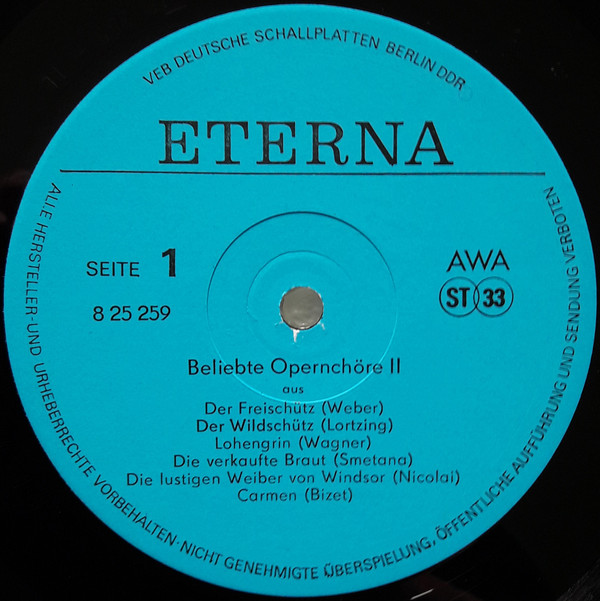 VEB DEUTSCHE SCHALLPLATTEN BERLIN DDR
ETERNA
SEITE 1
8 25 259
AWA
ST 33
Beliebte Opernchöre II
aus
Der Freischütz (Weber)
Der Wildschütz (Lortzing)
Lohengrin (Wagner)
Die verkaufte Braut (Smetana)
Die lustigen Weiber von Windsor (Nicolai)
Carmen (Bizet)
ALLE HERSTELLER-UND URHEBERRECHTE VORBEHALTEN-NICHT GENEHMIGTE ÜBERSPIELUNG, ÖFFENTLICHE AUFFÜHRUNG UND SENDUNG VERBOTEN